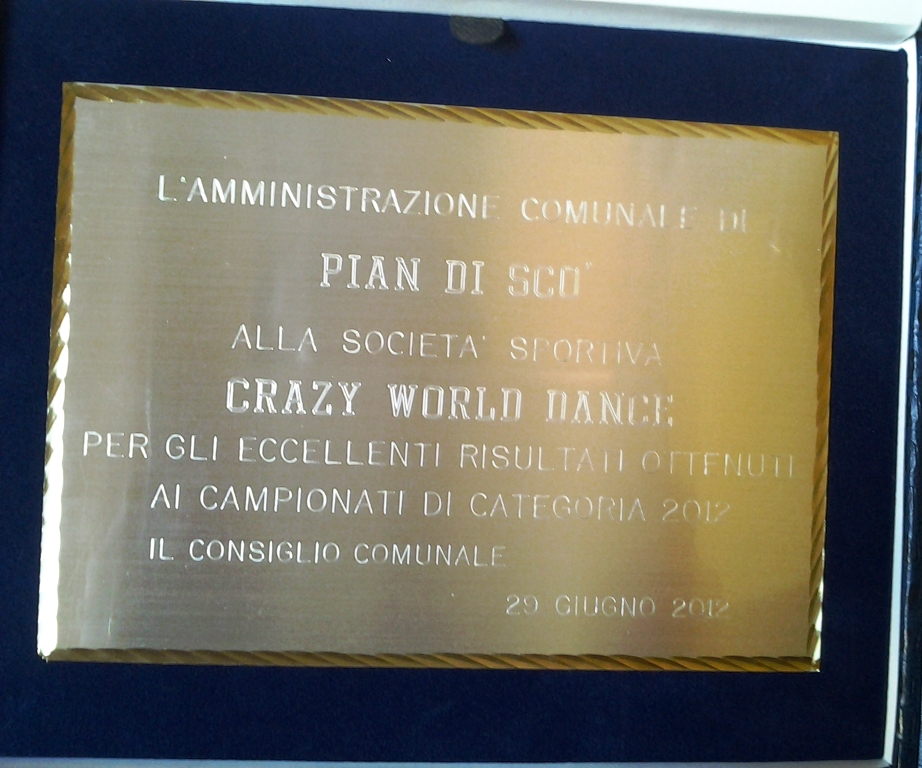 L'AMMINISTRAZIONE COMUNALE DI
PIAN DI SCO'
ALLA SOCIETA' SPORTIVA
CRAZY WORLD DANCE
PER GLI ECCELLENTI RISULTATI OTTENUTI
AI CAMPIONATI DI CATEGORIA 2012
IL CONSIGLIO COMUNALE
29 GIUGNO 2012